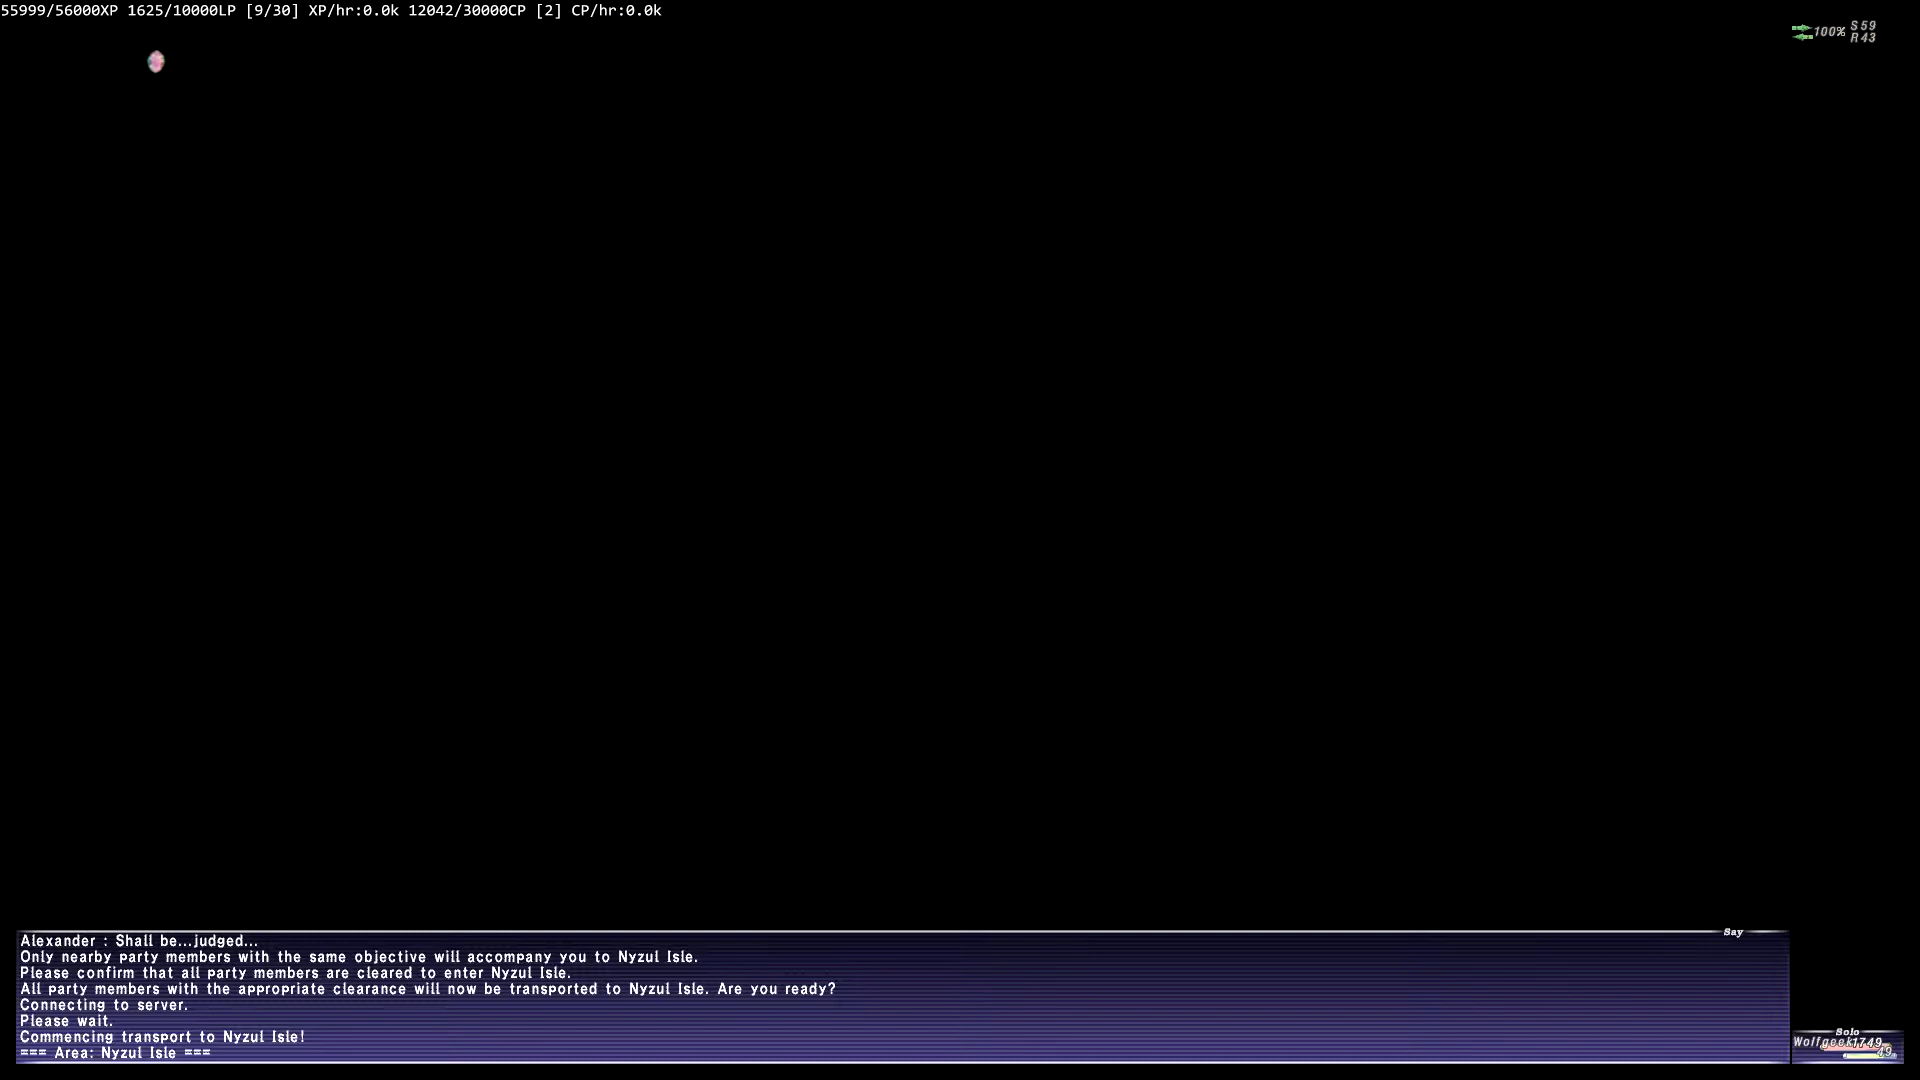 55999/56000XP 1625/10000LP [9/30] XP/hr:0.0k 12042/30000CP [2] CP/hr:0.0k
100% S 59
R 43
Say
Alexander : Shall be...judged...
Only nearby party members with the same objective will accompany you to Nyzul Isle.
Please confirm that all party members are cleared to enter Nyzul Isle.
All party members with the appropriate clearance will now be transported to Nyzul Isle. Are you ready?
Connecting to server.
Please wait.
Commencing transport to Nyzul Isle!
=== Area: Nyzul Isle ===
Solo
Wolfgeek